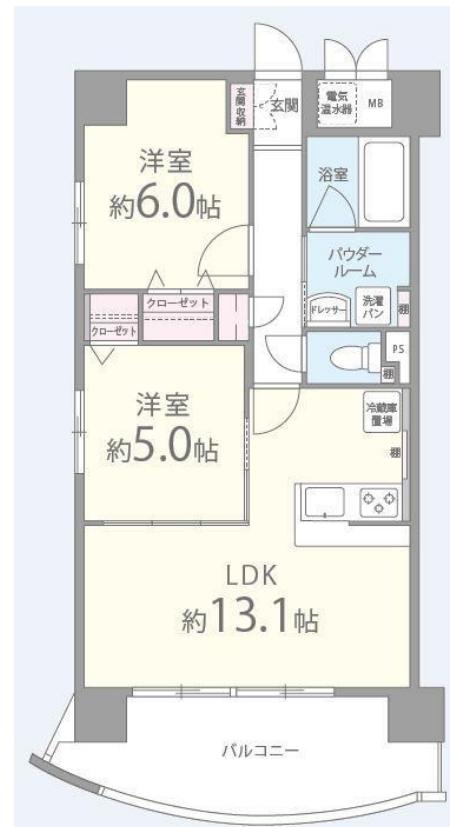 玄関収納
玄関
電気
温水器
MB
洋室
約6.0帖
浴室
パウダー
ルーム
ドレッサー
洗濯
パン
棚
クローゼット
クローゼット
PS
棚
洋室
約5.0帖
冷蔵庫
置場
棚
LDK
約13.1帖
バルコニー